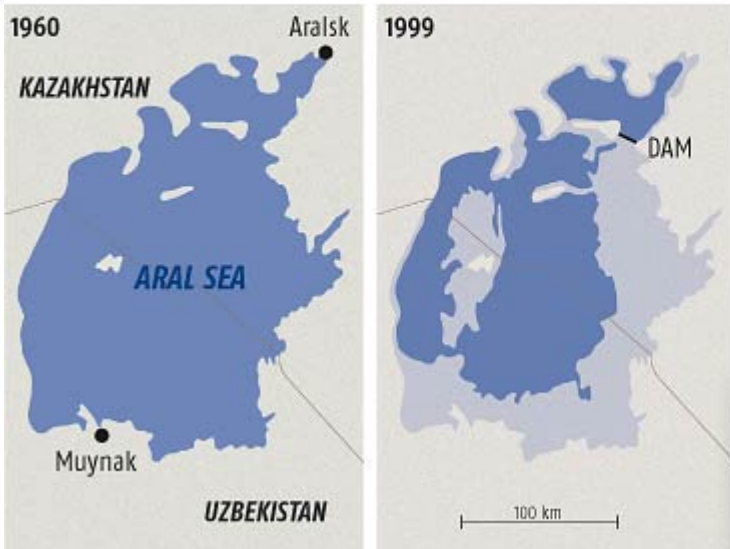 1960
Aralsk
KAZAKHSTAN
ARAL SEA
Muynak
UZBEKISTAN
1999
DAM
100 km